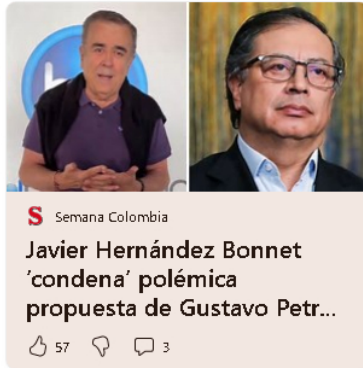 S Semana Colombia
Javier Hernández Bonnet
‘condena’ polémica
propuesta de Gustavo Petr...
57 3